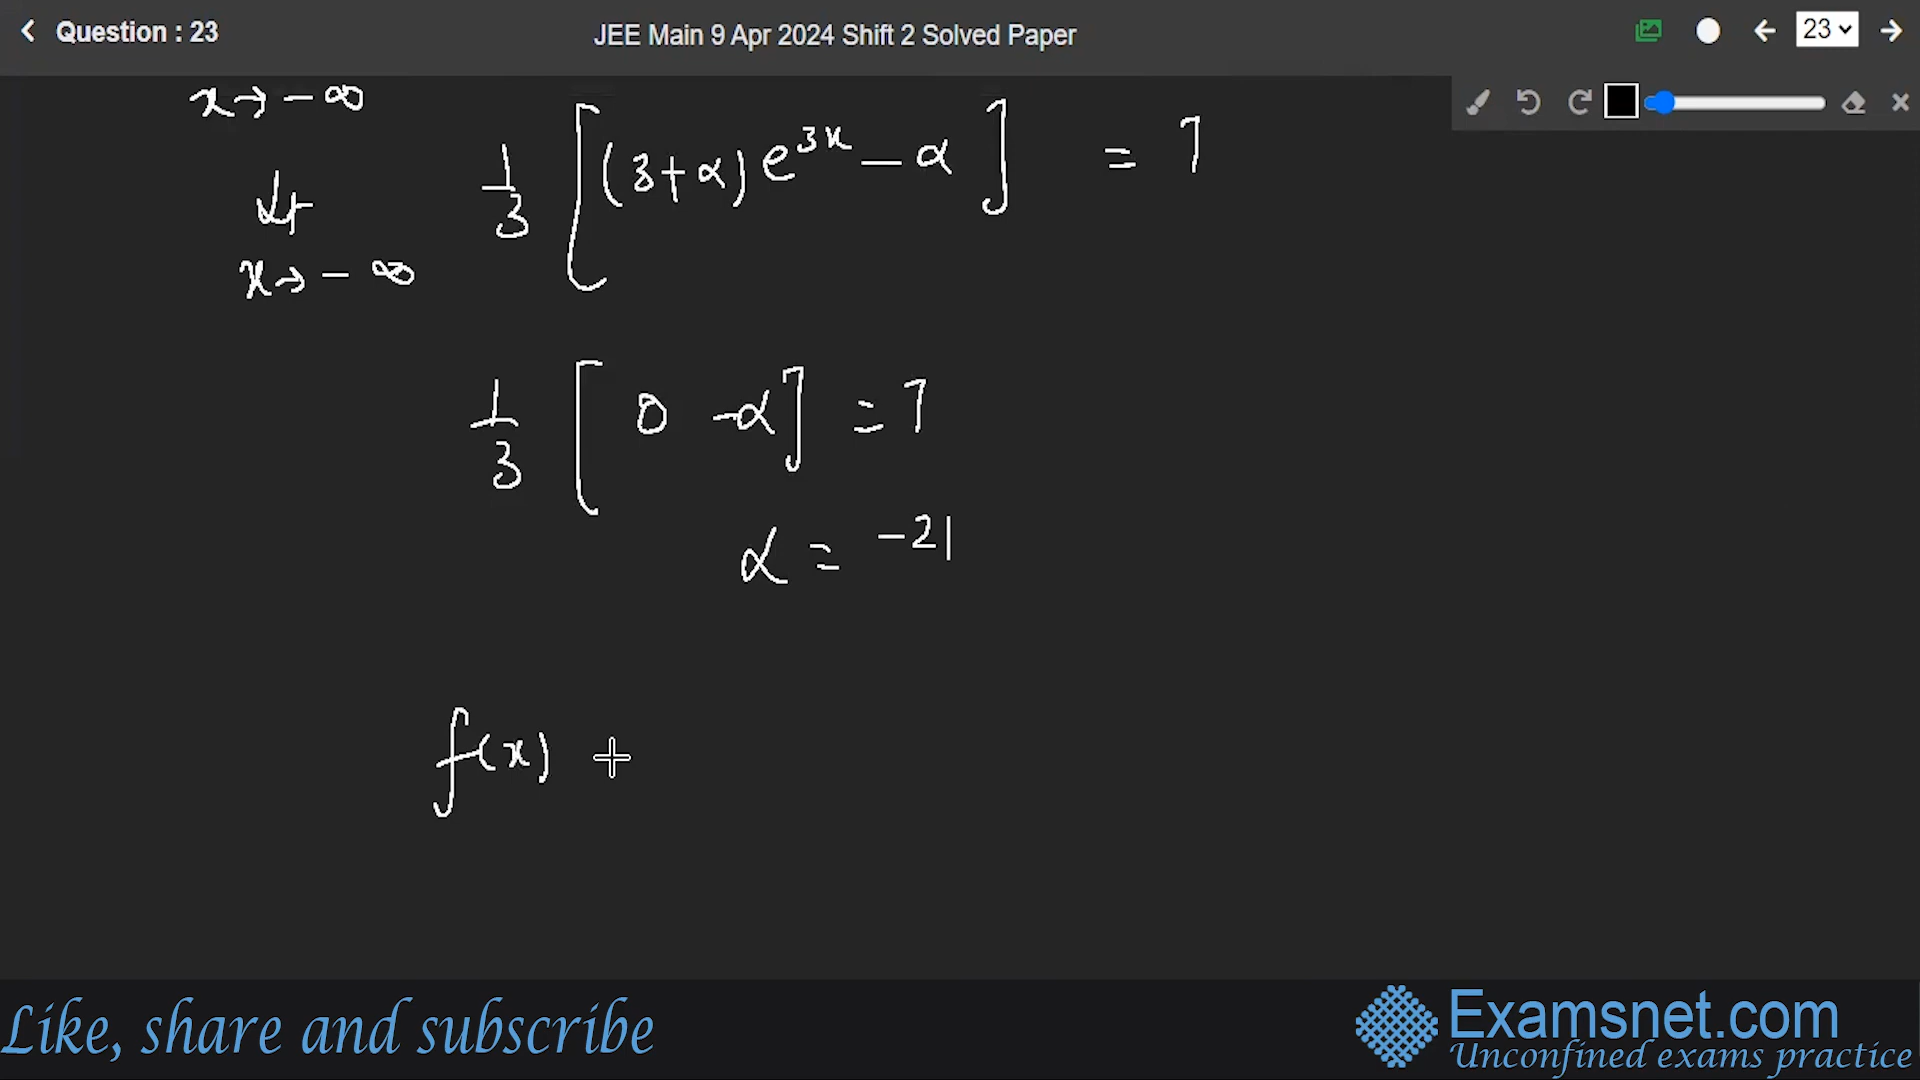 Question : 23
JEE Main 9 Apr 2024 Shift 2 Solved Paper
23
x → - ∞
Lt 1/3 [(3+α) e^{3x} - α] = 7
x → - ∞
1/3 [0 - α] = 7
α = -21
f(x)
Like, share and subscribe
Examsnet.com
Unconfined exams practice